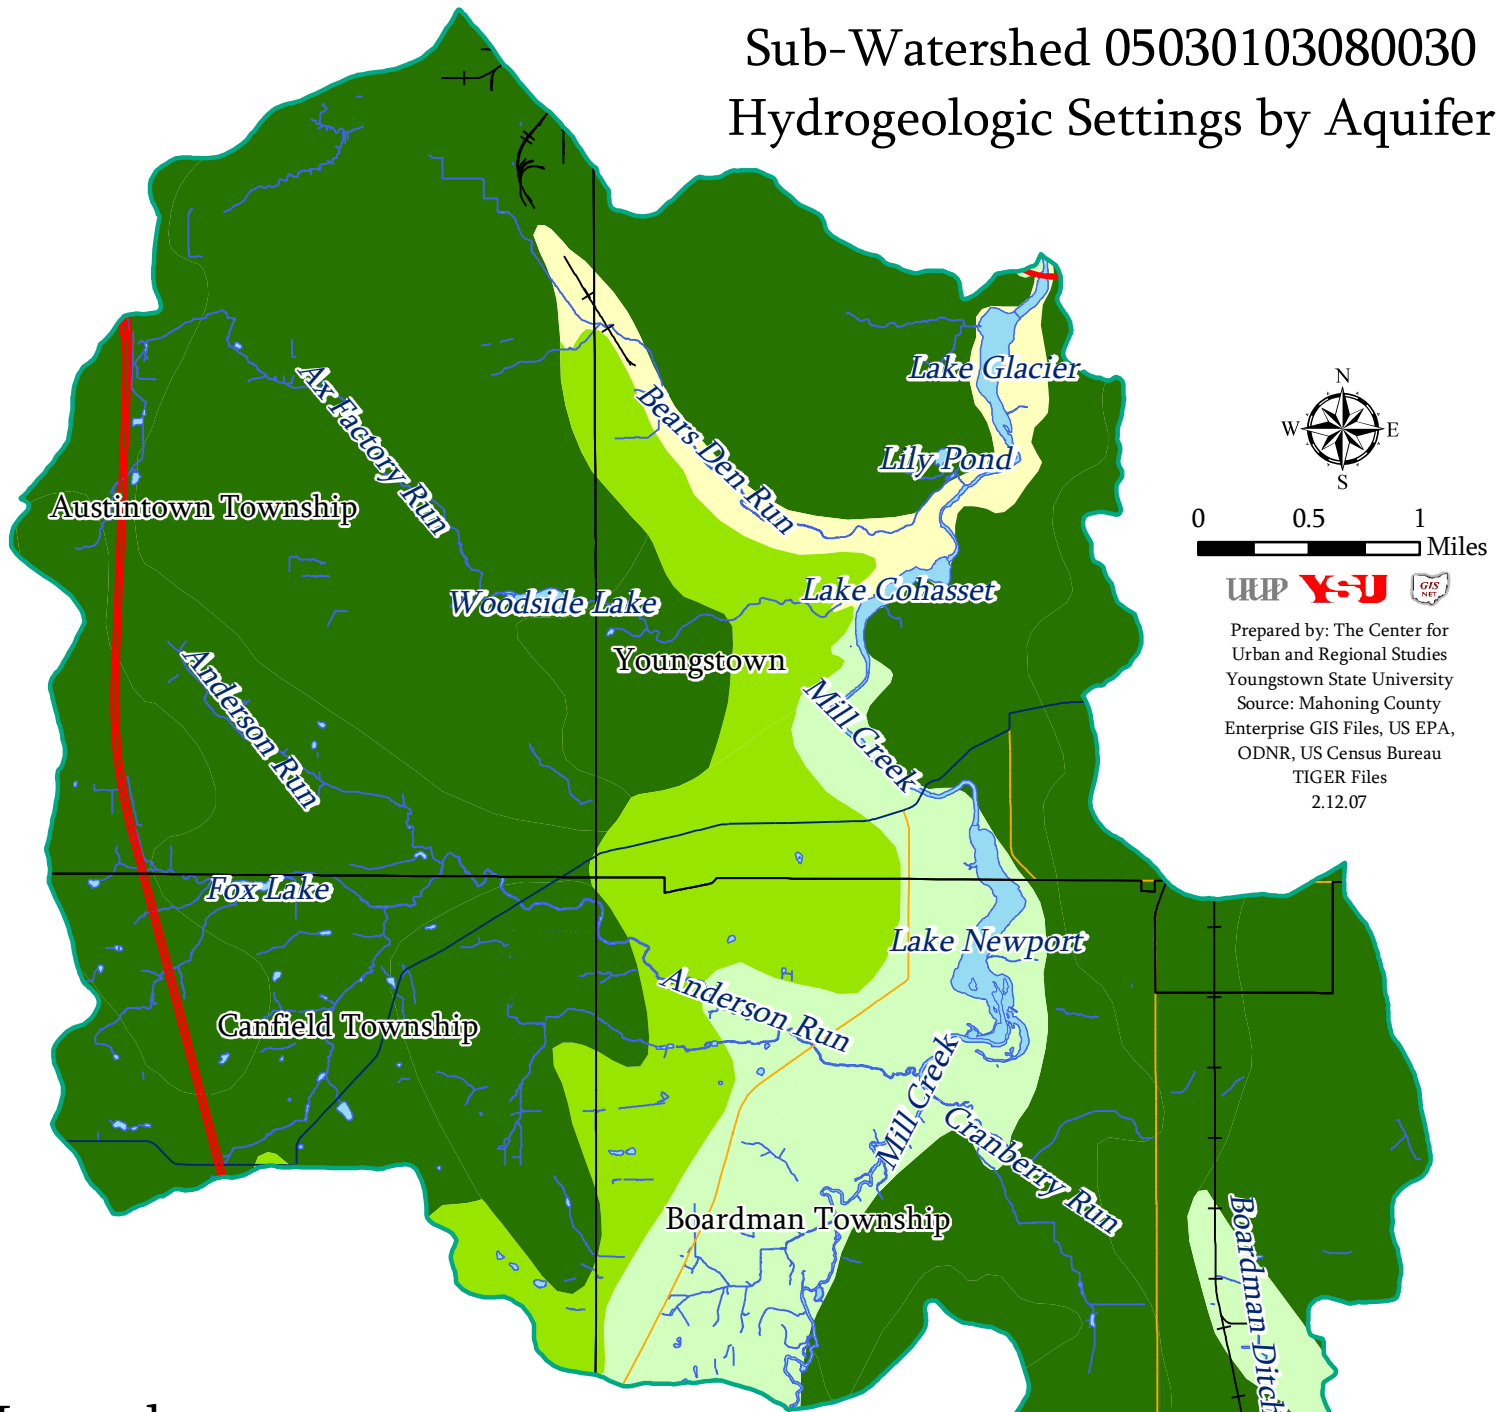 Sub-Watershed 05030103080030
Hydrogeologic Settings by Aquifer
N
W E
S
0 0.5 1
Miles
UUP YSU GIS NET
Prepared by: The Center for
Urban and Regional Studies
Youngstown State University
Source: Mahoning County
Enterprise GIS Files, US EPA,
ODNR, US Census Bureau
TIGER Files
2.12.07
Lake Glacier
Ax Factory Run
Bears Den Run
Lily Pond
Austintown Township
Woodside Lake
Lake Cohasset
Youngstown
Anderson Run
Mill Creek
Fox Lake
Lake Newport
Anderson Run
Canfield Township
Mill Creek
Cranberry Run
Boardman Township
Boardman Ditch